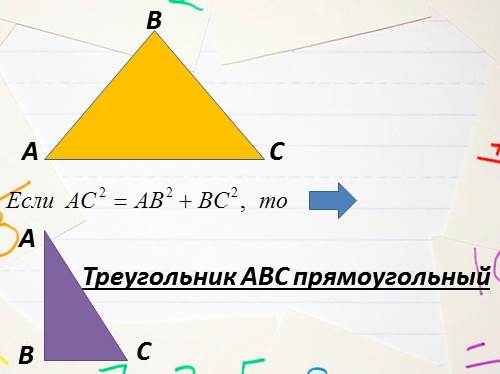 B
A C
Если AC² = AB² + BC², то
A
Треугольник ABC прямоугольный
B C